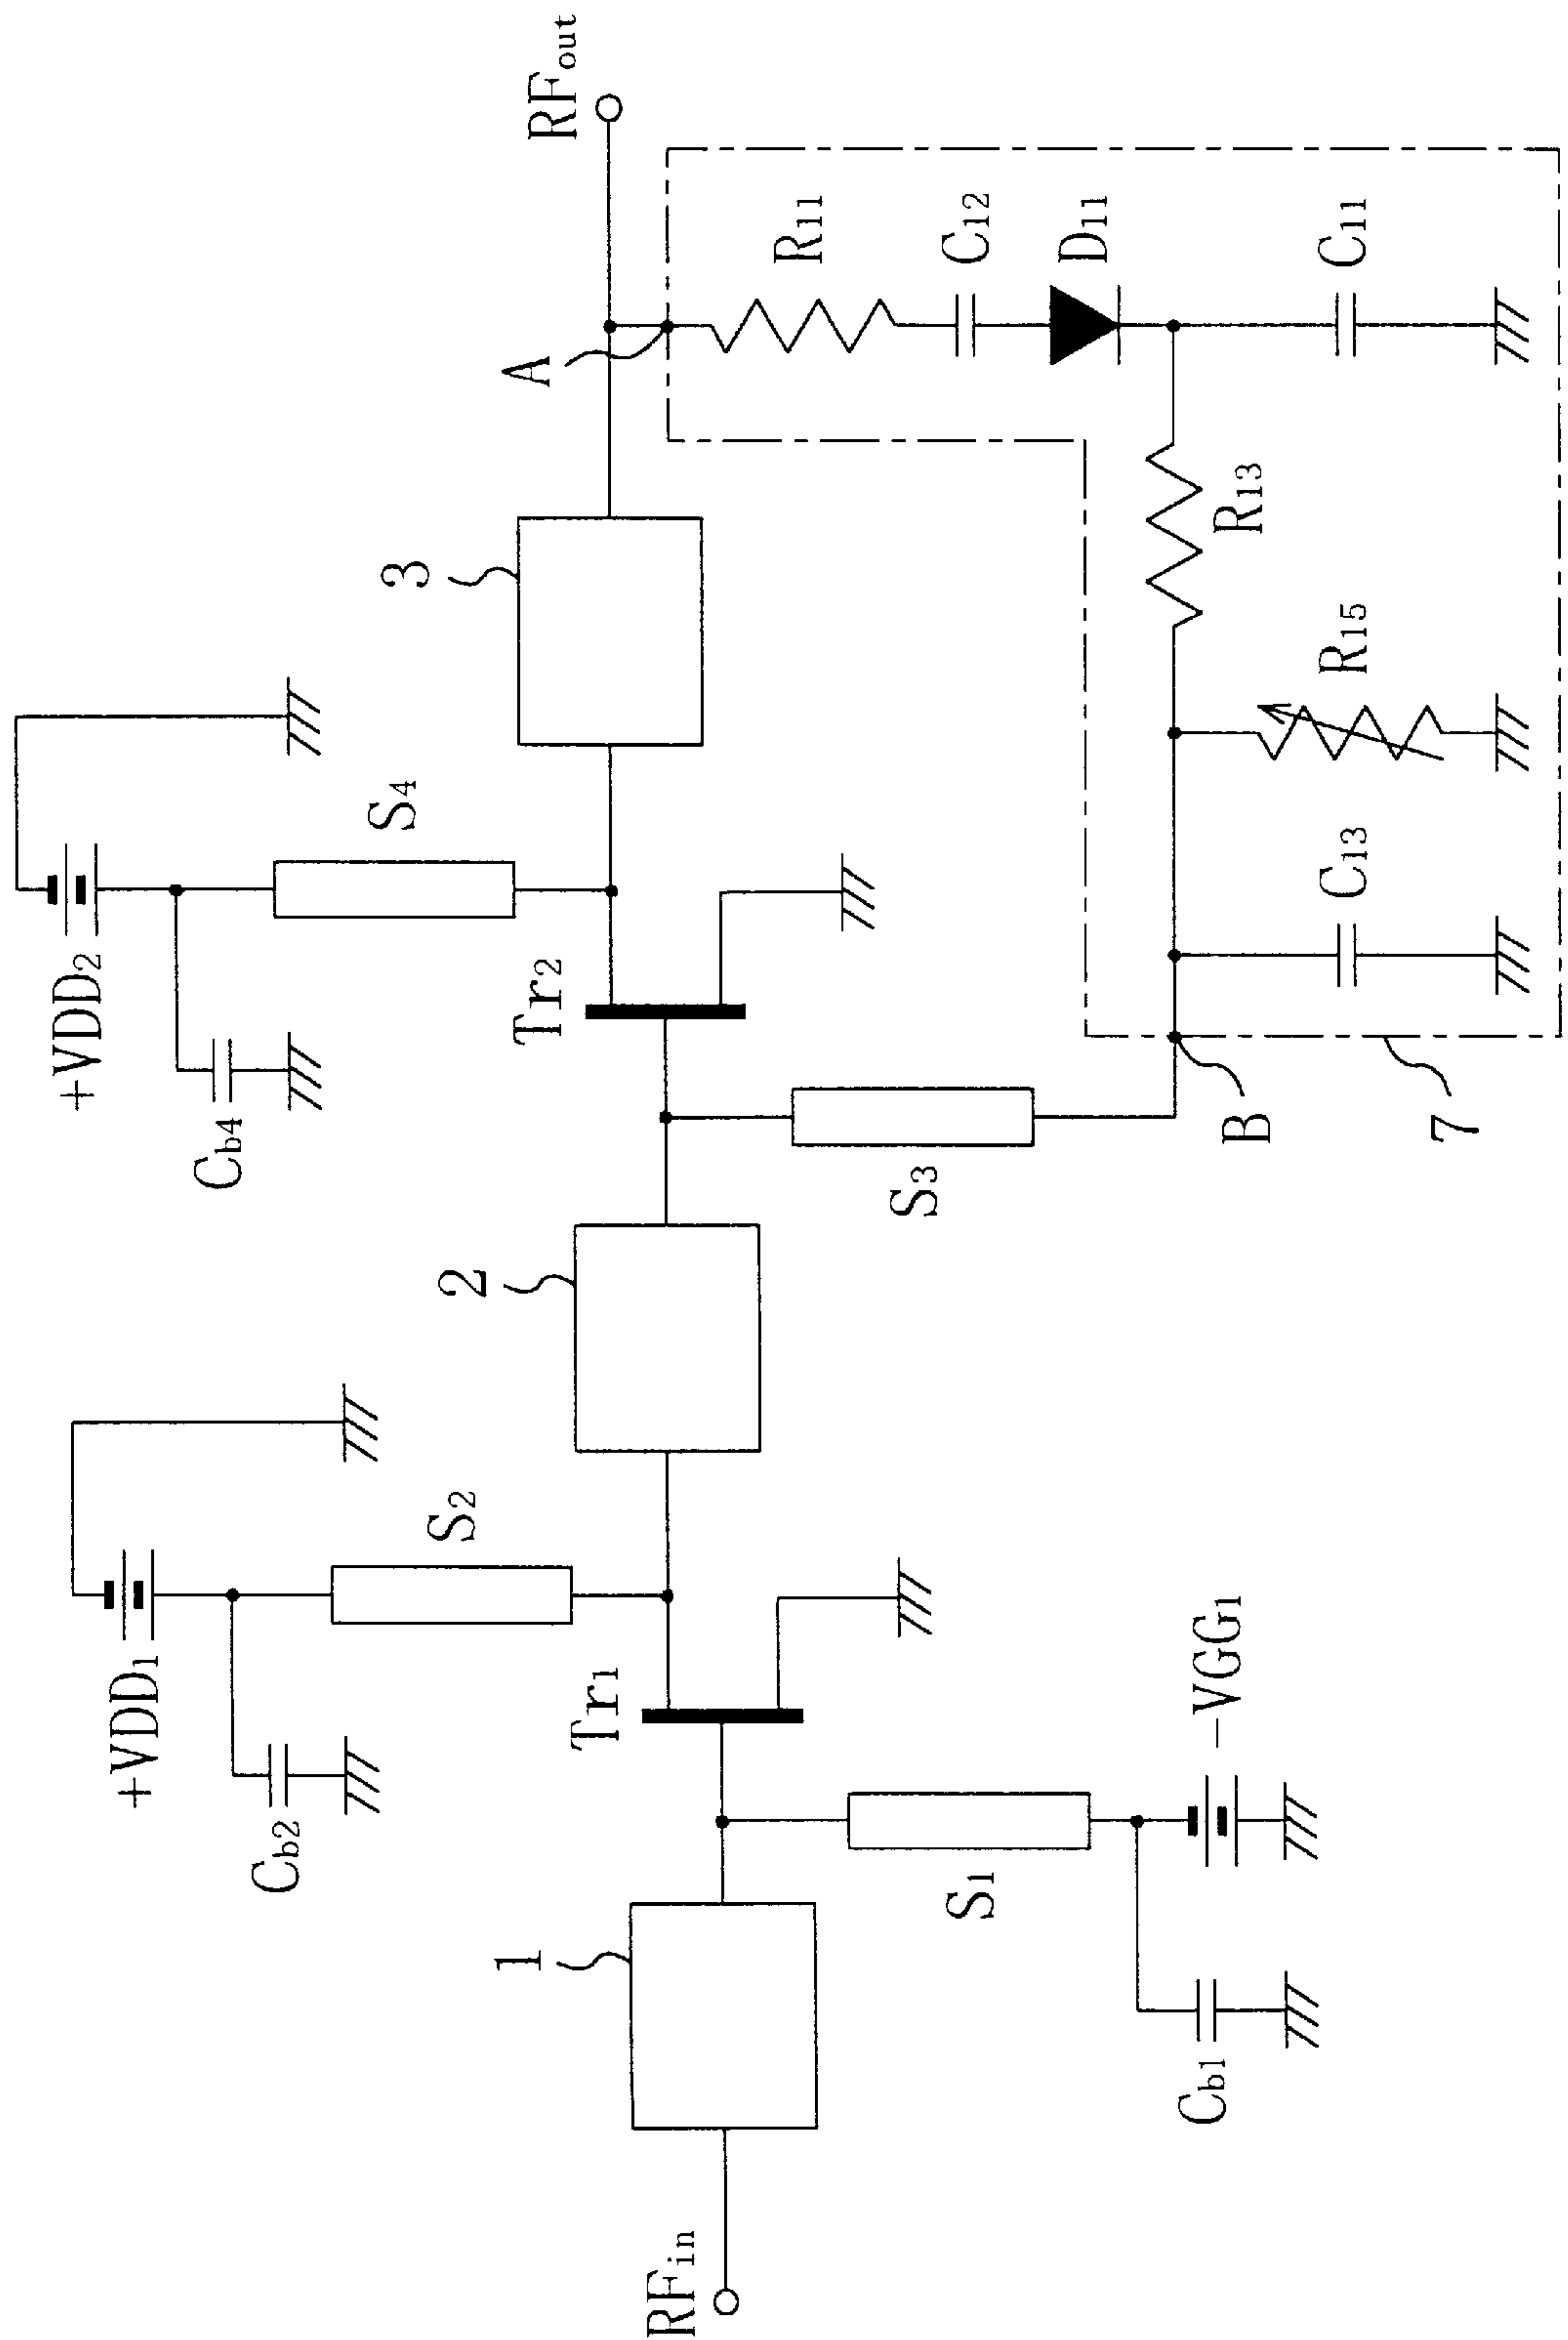 RFin
1
Cb1
S1
-VGG1
Tr1
+VDD1
Cb2
S2
2
S3
Tr2
+VDD2
Cb4
S4
3
A
RFout
R11
C12
D11
C11
R13
R15
C13
B
7